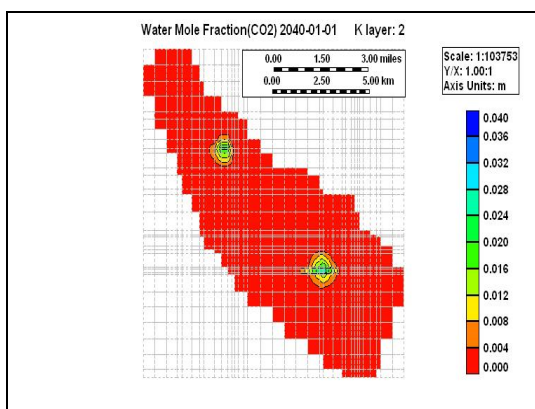 Water Mole Fraction(CO2) 2040-01-01 K layer: 2
0.00 1.50 3.00 miles
0.00 2.50 5.00 km
Scale: 1:103753
Y/X: 1.00:1
Axis Units: m
0.040
0.036
0.032
0.028
0.024
0.020
0.016
0.012
0.008
0.004
0.000